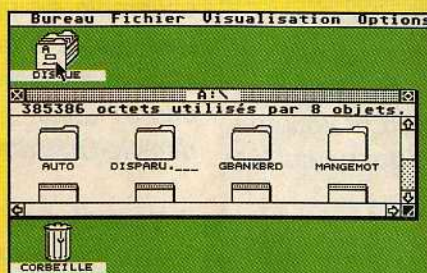 Bureau Fichier Visualisation Options
A
DISQUE
A:\
385386 octets utilisés par 8 objets.
AUTO DISPARU.___ GBANKBRD MANGEMOT
CORBEILLE